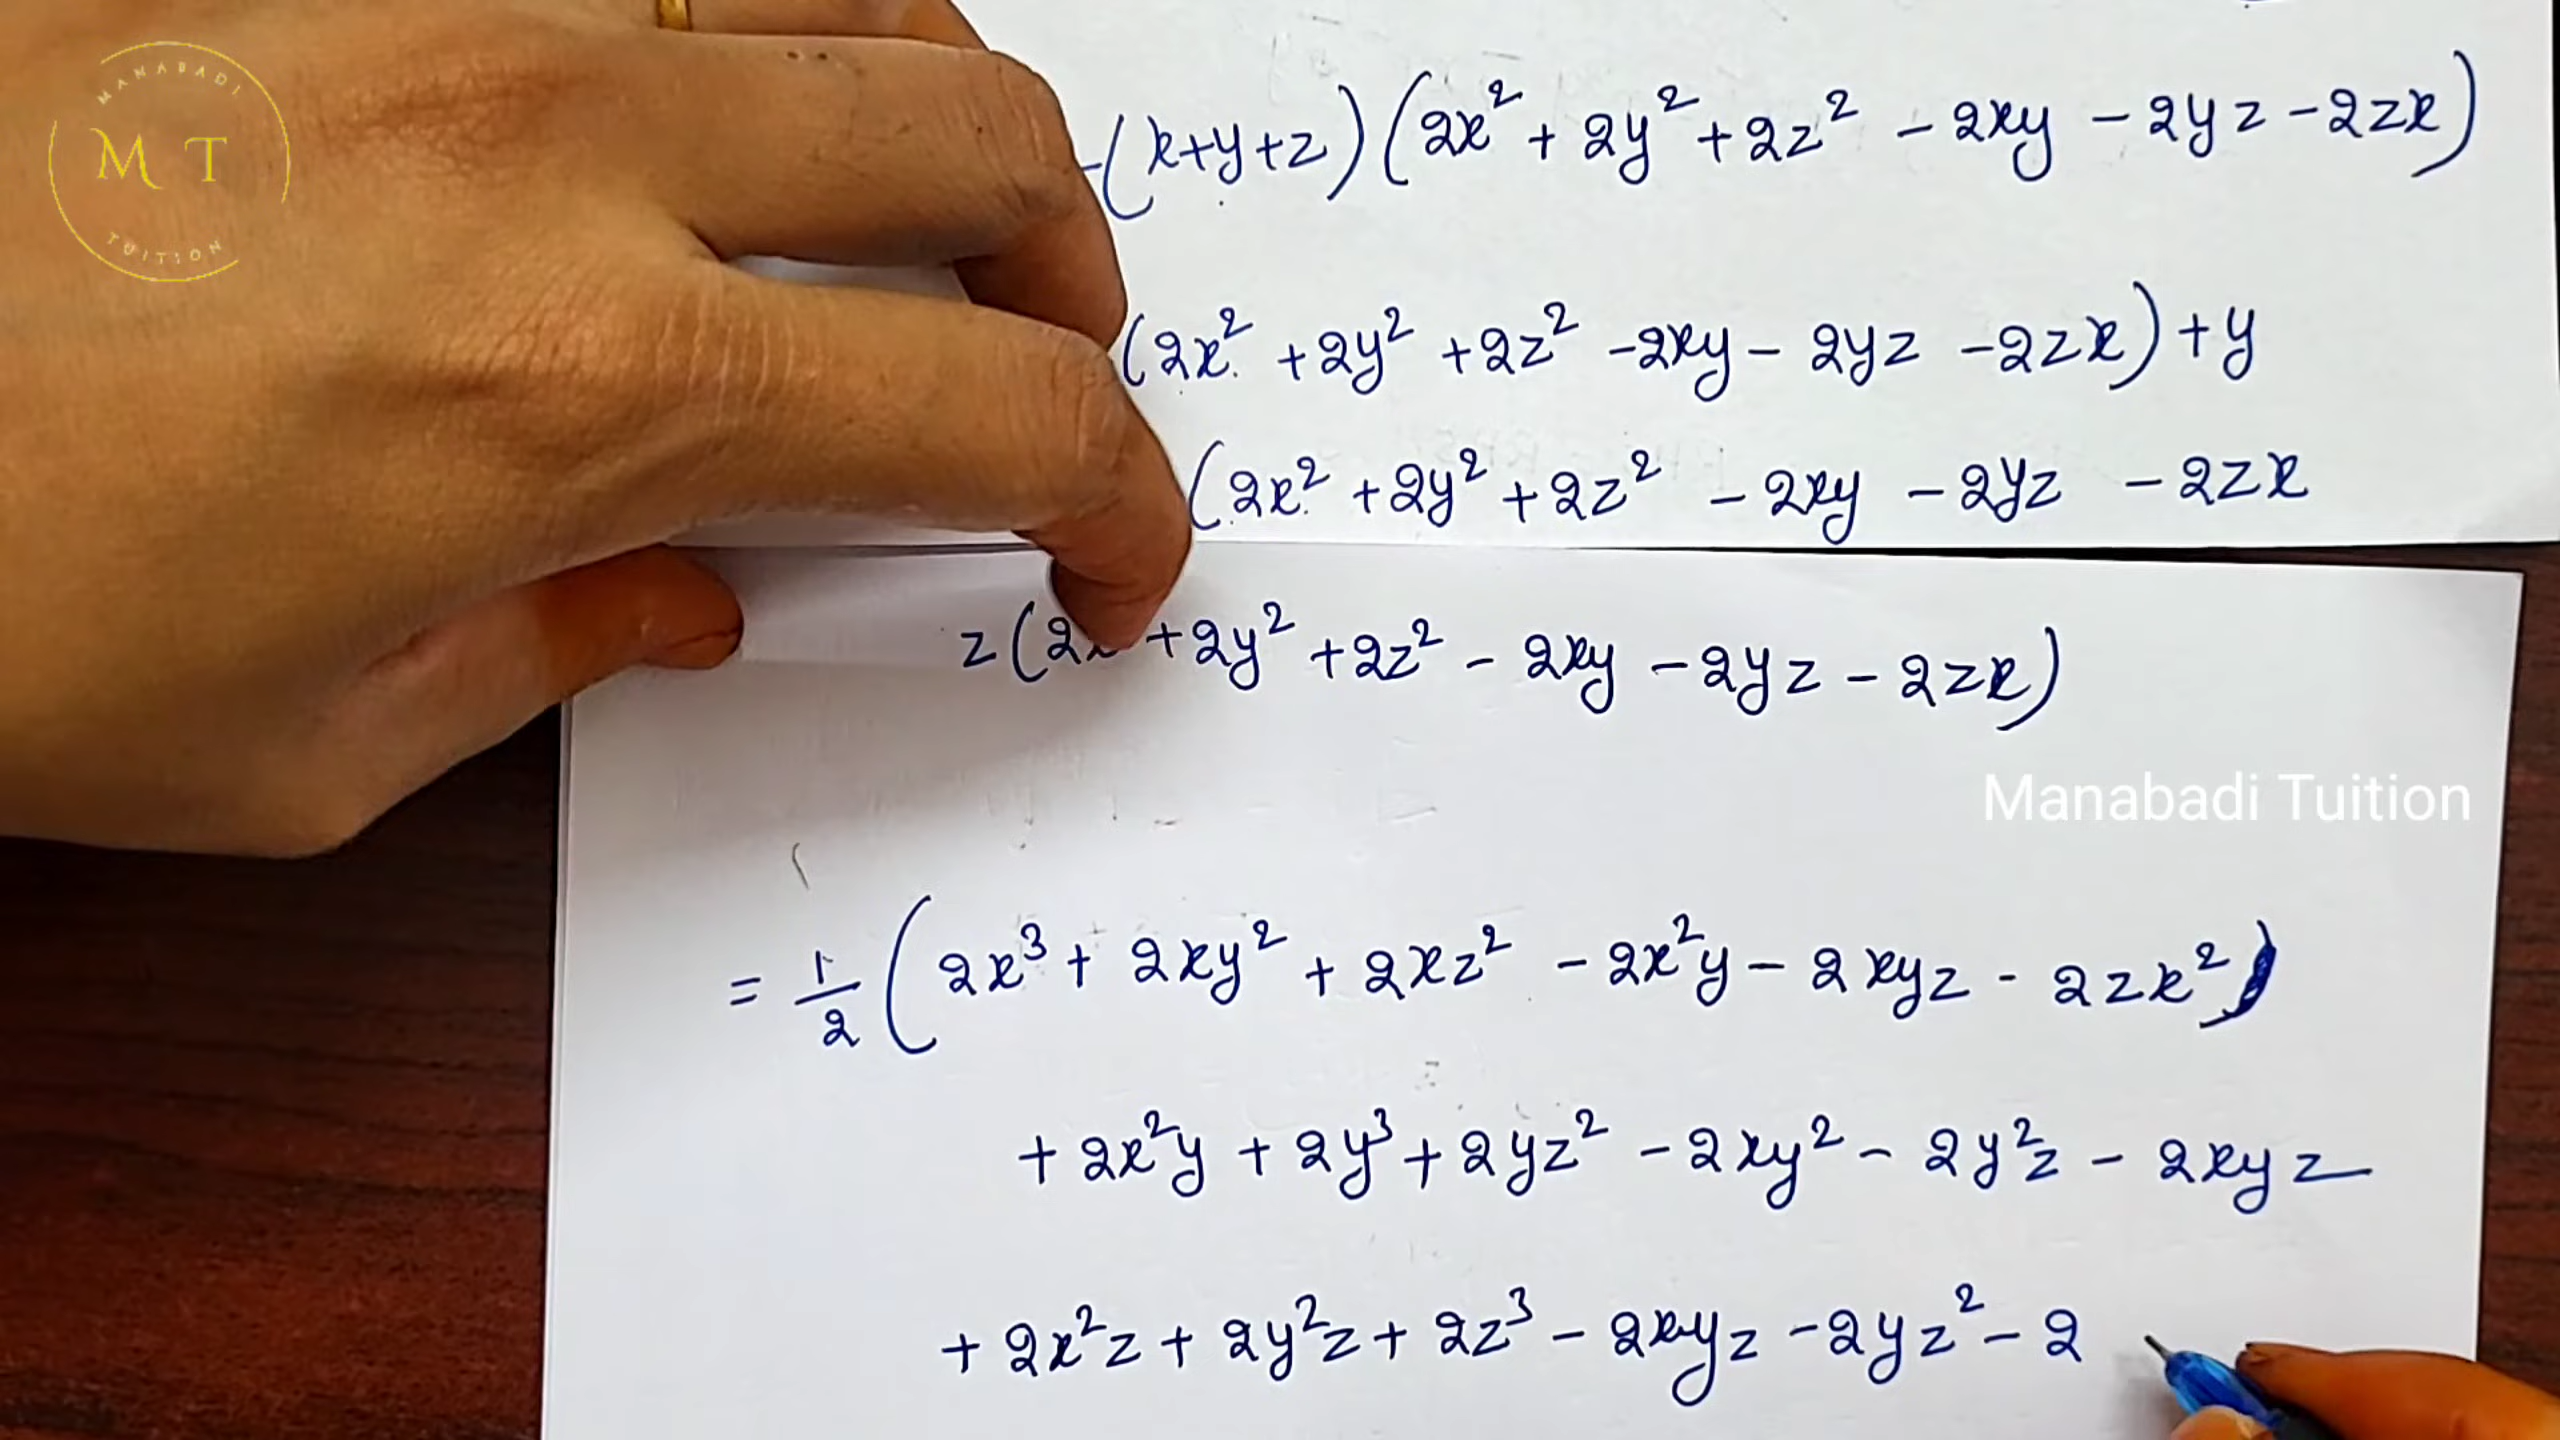 MANABADI
MT
TUITION
(x+y+z)(2x² + 2y² + 2z² - 2xy - 2yz - 2zx)
(2x² + 2y² + 2z² - 2xy - 2yz - 2zx) + y
(2x² + 2y² + 2z² - 2xy - 2yz - 2zx
z(2x + 2y² + 2z² - 2xy - 2yz - 2zx)
Manabadi Tuition
= 1/2 (2x³ + 2xy² + 2xz² - 2x²y - 2xyz - 2zx²)
+ 2x²y + 2y³ + 2yz² - 2xy² - 2y²z - 2xyz
+ 2x²z + 2y²z + 2z³ - 2xyz - 2yz² - 2